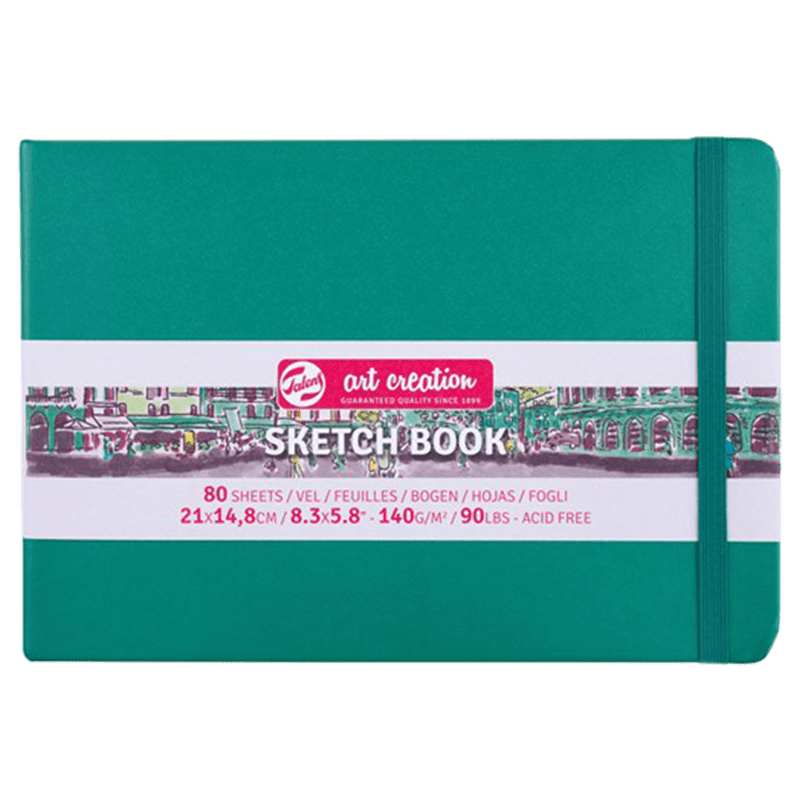 Talens
art creation
GUARANTEED QUALITY SINCE 1899
SKETCH BOOK
80 SHEETS / VEL / FEUILLES / BOGEN / HOJAS / FOGLI
21X14,8CM / 8.3X5.8" - 140G/M² / 90LBS - ACID FREE